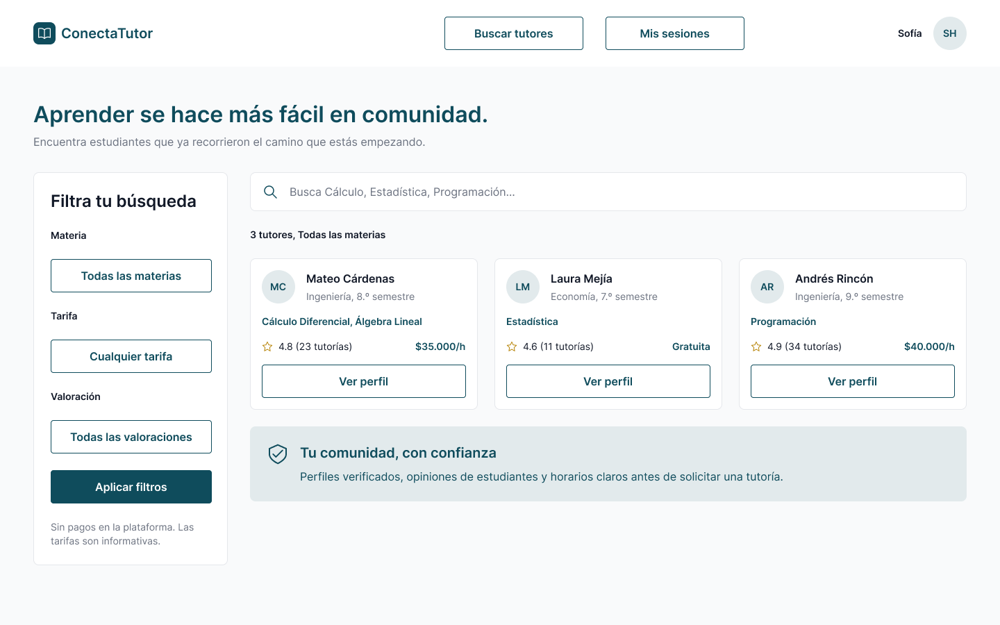 ConectaTutor
Buscar tutores
Mis sesiones
Sofía
SH
Aprender se hace más fácil en comunidad.
Encuentra estudiantes que ya recorrieron el camino que estás empezando.
Filtra tu búsqueda
Materia
Todas las materias
Tarifa
Cualquier tarifa
Valoración
Todas las valoraciones
Aplicar filtros
Sin pagos en la plataforma. Las
tarifas son informativas.
Busca Cálculo, Estadística, Programación...
3 tutores, Todas las materias
MC
Mateo Cárdenas
Ingeniería, 8.º semestre
Cálculo Diferencial, Álgebra Lineal
4.8 (23 tutorías)
$35.000/h
Ver perfil
LM
Laura Mejía
Economía, 7.º semestre
Estadística
4.6 (11 tutorías)
Gratuita
Ver perfil
AR
Andrés Rincón
Ingeniería, 9.º semestre
Programación
4.9 (34 tutorías)
$40.000/h
Ver perfil
Tu comunidad, con confianza
Perfiles verificados, opiniones de estudiantes y horarios claros antes de solicitar una tutoría.